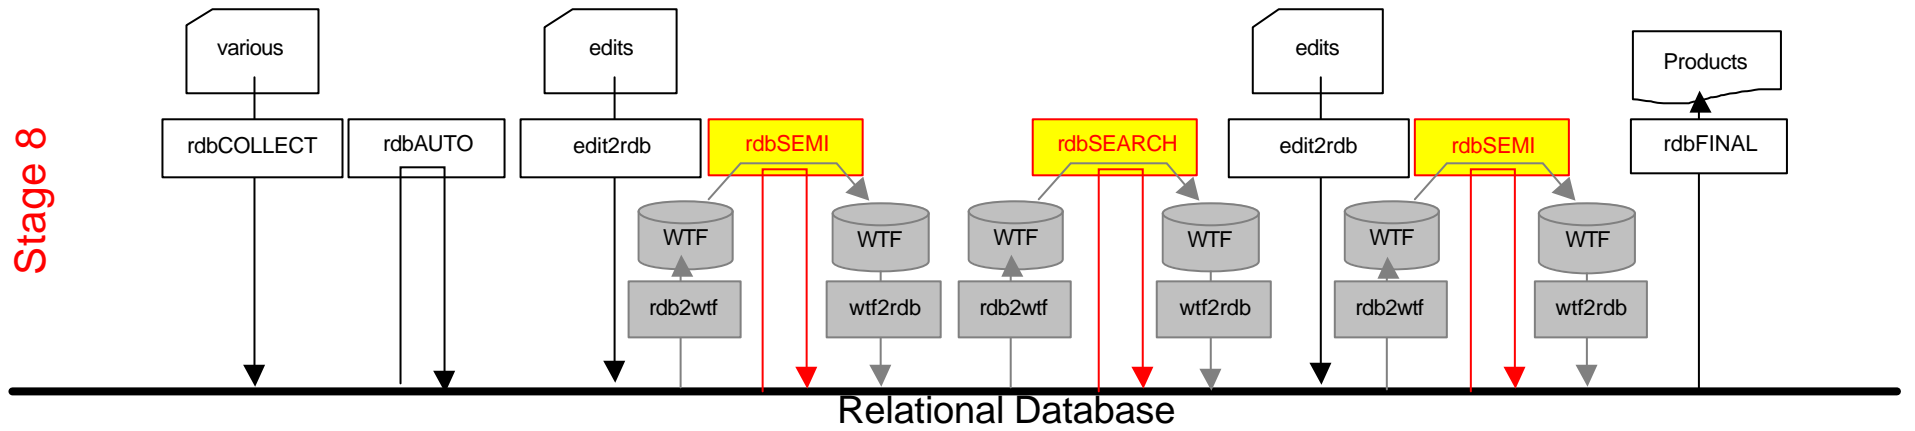 Stage 8
various
edits
edits
Products
rdbCOLLECT
rdbAUTO
edit2rdb
rdbSEMI
rdbSEARCH
edit2rdb
rdbSEMI
rdbFINAL
WTF
WTF
WTF
WTF
WTF
WTF
rdb2wtf
wtf2rdb
rdb2wtf
wtf2rdb
rdb2wtf
wtf2rdb
Relational Database